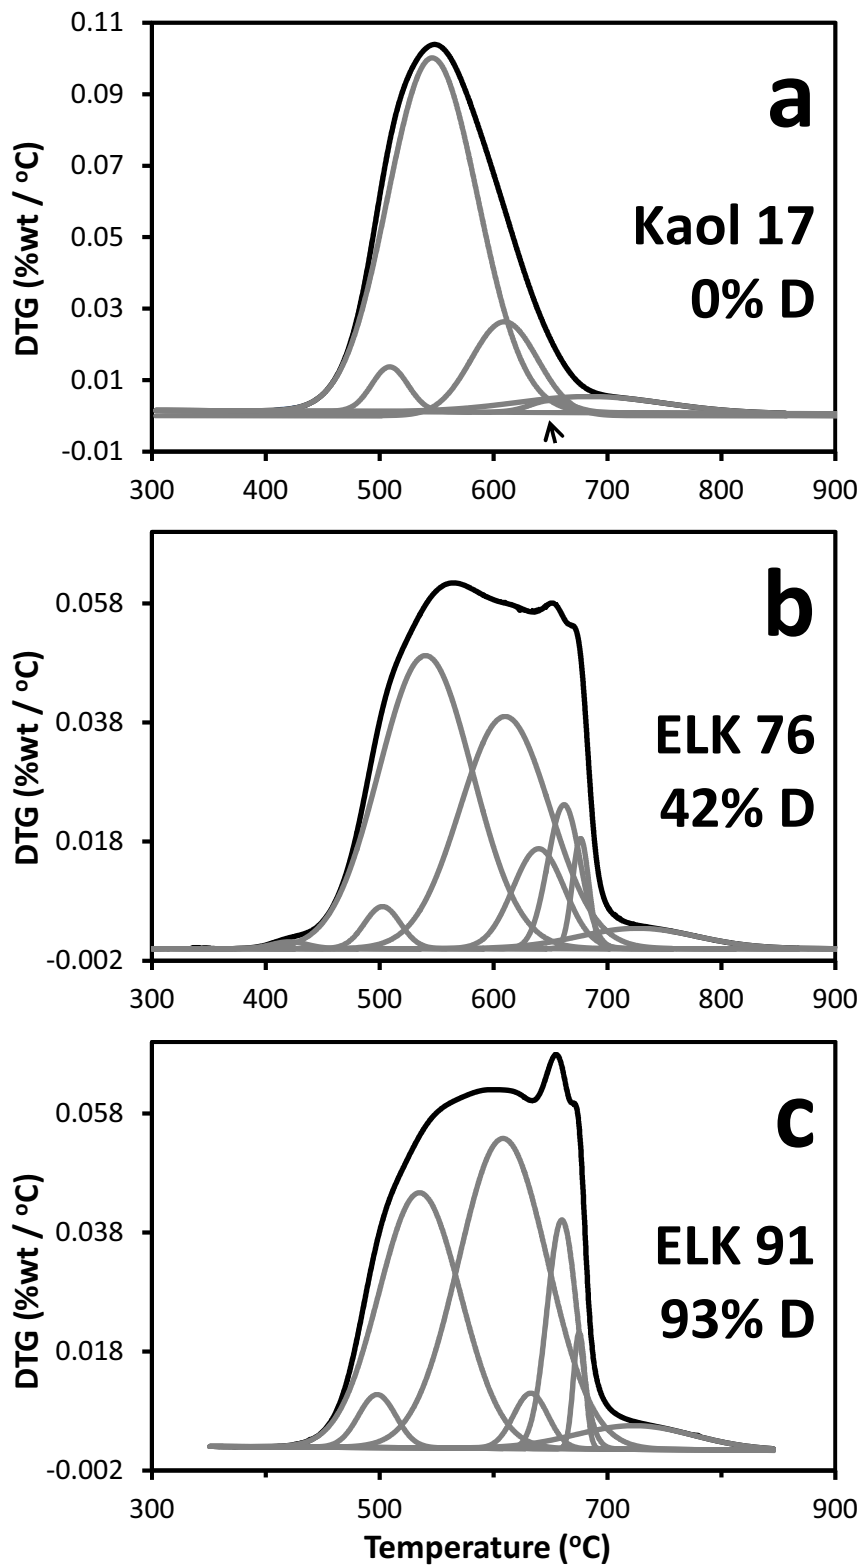 0.11
0.09
0.07
0.05
0.03
0.01
-0.01
DTG (%wt / °C)
a
Kaol 17
0% D
300 400 500 600 700 800 900
0.058
0.038
0.018
-0.002
DTG (%wt / °C)
b
ELK 76
42% D
300 400 500 600 700 800 900
0.058
0.038
0.018
-0.002
DTG (%wt / °C)
c
ELK 91
93% D
300 400 500 600 700 800 900
Temperature (°C)